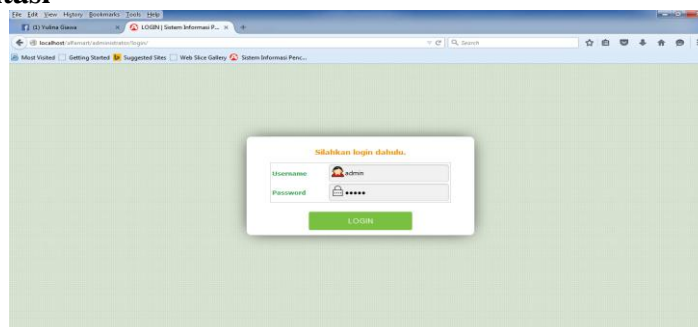 File Edit View History Bookmarks Tools Help
(1) Yulina Giana × LOGIN | Sistem Informasi P... × +
localhost/alfamart/administrator/login/ Search
Most Visited Getting Started Suggested Sites Web Slice Gallery Sistem Informasi Penc...
Silahkan login dahulu.
Username admin
Password •••••
LOGIN